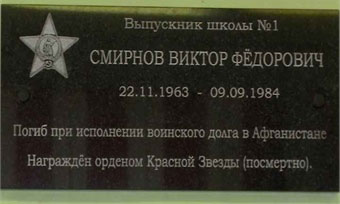 Выпускник школы №1
СМИРНОВ ВИКТОР ФЁДОРОВИЧ
22.11.1963 - 09.09.1984
Погиб при исполнении воинского долга в Афганистане
Награждён орденом Красной Звезды (посмертно).